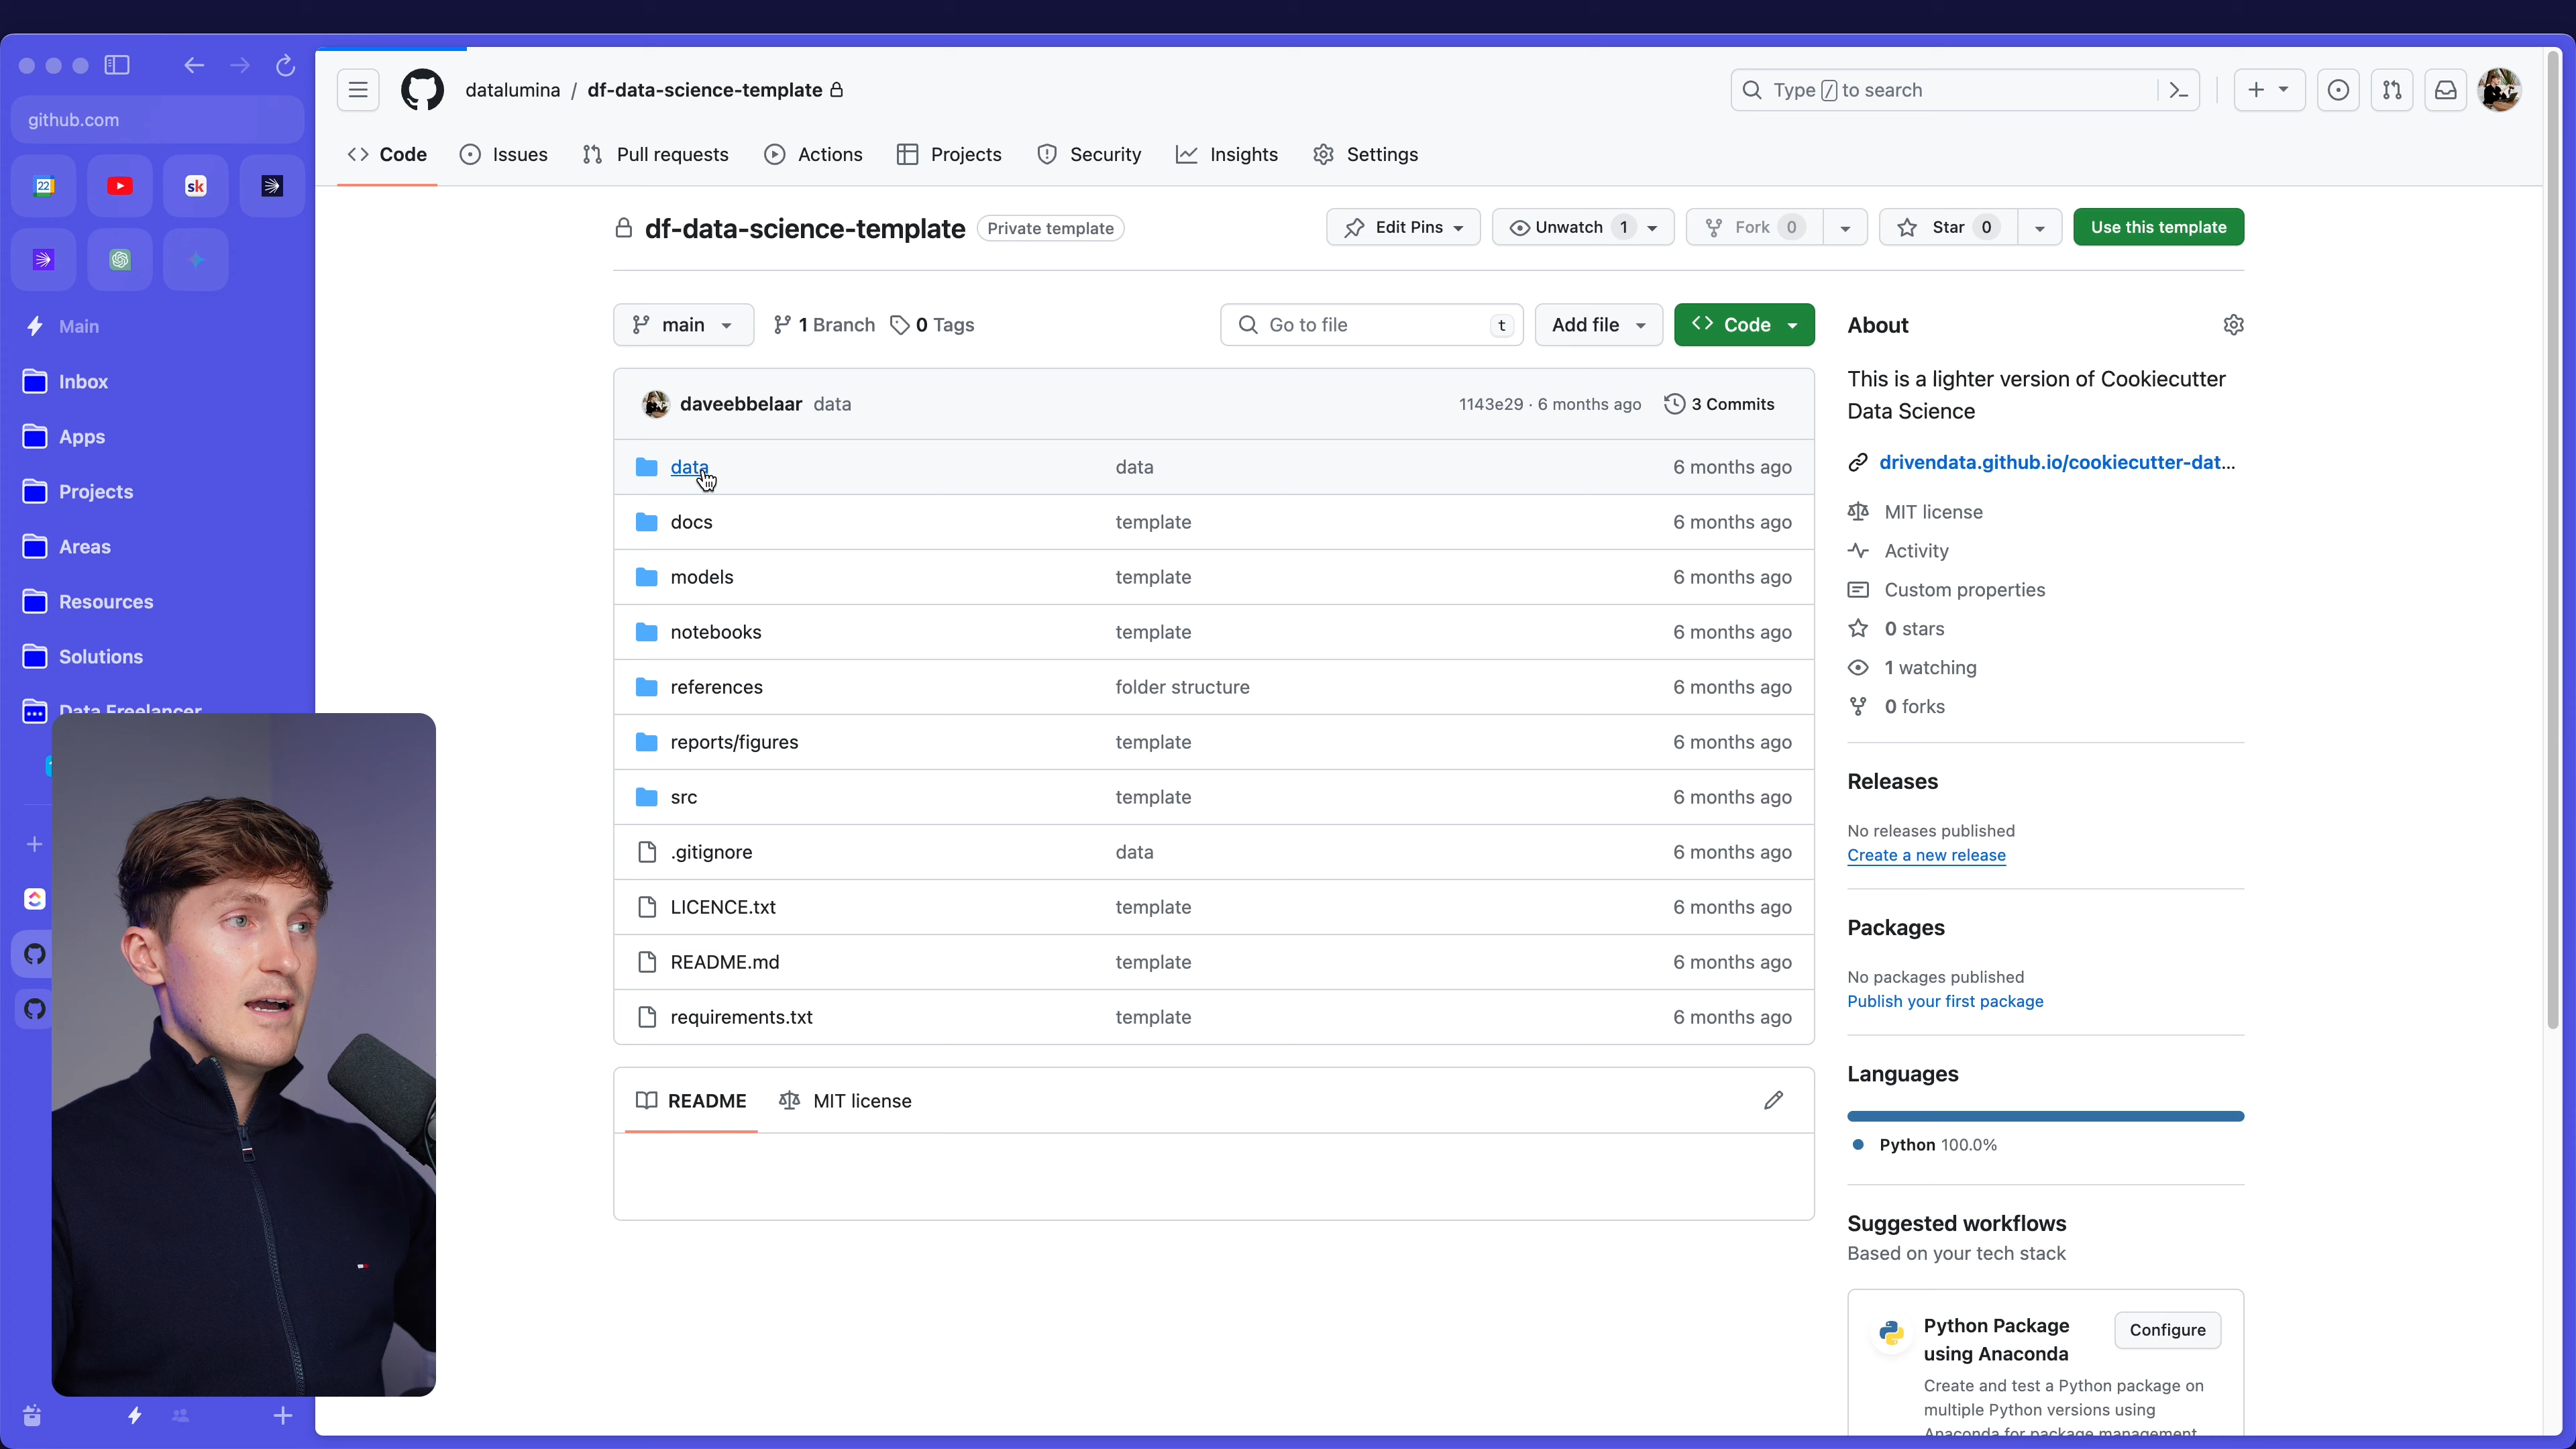 github.com
22
sk
Main
Inbox
Apps
Projects
Areas
Resources
Solutions
Data Freelancer
datalumina / df-data-science-template
Type / to search
Code
Issues
Pull requests
Actions
Projects
Security
Insights
Settings
df-data-science-template Private template
Edit Pins
Unwatch 1
Fork 0
Star 0
Use this template
main
1 Branch
0 Tags
Go to file t
Add file
Code
daveebbelaar data 1143e29 · 6 months ago 3 Commits
data data 6 months ago
docs template 6 months ago
models template 6 months ago
notebooks template 6 months ago
references folder structure 6 months ago
reports/figures template 6 months ago
src template 6 months ago
.gitignore data 6 months ago
LICENCE.txt template 6 months ago
README.md template 6 months ago
requirements.txt template 6 months ago
README MIT license
About
This is a lighter version of Cookiecutter
Data Science
drivendata.github.io/cookiecutter-dat...
MIT license
Activity
Custom properties
0 stars
1 watching
0 forks
Releases
No releases published
Create a new release
Packages
No packages published
Publish your first package
Languages
Python 100.0%
Suggested workflows
Based on your tech stack
Python Package
using Anaconda
Configure
Create and test a Python package on
multiple Python versions using
Anaconda for package management